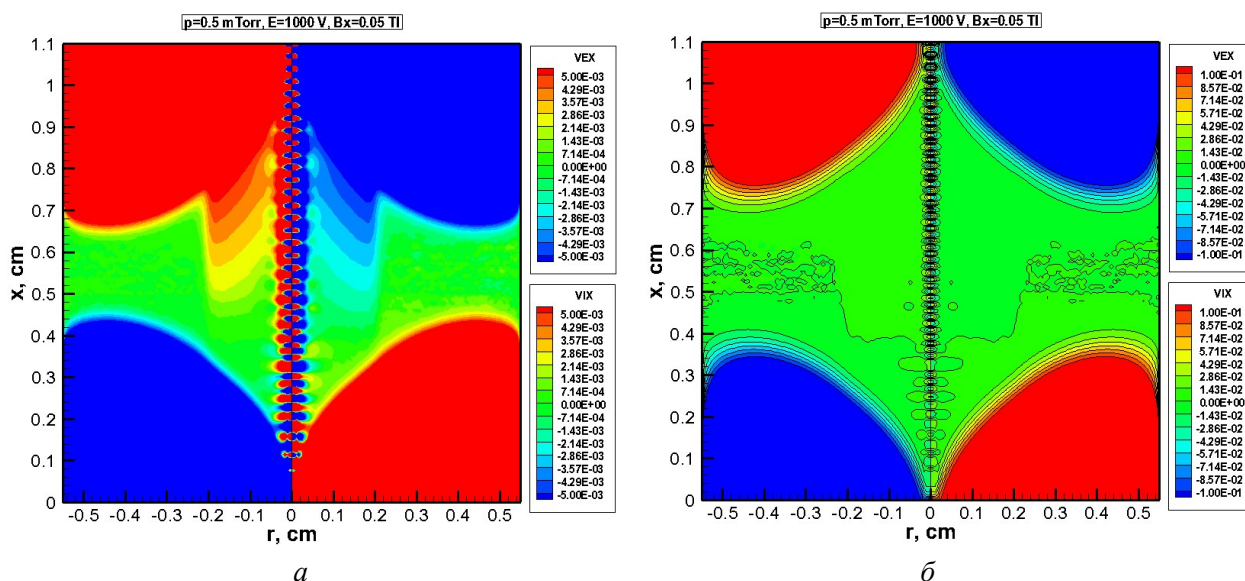 p=0.5 mTorr, E=1000 V, Bx=0.05 Tl
1.1
1
0.9
0.8
0.7
0.6
0.5
0.4
0.3
0.2
0.1
0
x, cm
-0.5 -0.4 -0.3 -0.2 -0.1 0 0.1 0.2 0.3 0.4 0.5
r, cm
VEX
5.00E-03
4.29E-03
3.57E-03
2.86E-03
2.14E-03
1.43E-03
7.14E-04
0.00E+00
-7.14E-04
-1.43E-03
-2.14E-03
-2.86E-03
-3.57E-03
-4.29E-03
-5.00E-03
VIX
5.00E-03
4.29E-03
3.57E-03
2.86E-03
2.14E-03
1.43E-03
7.14E-04
0.00E+00
-7.14E-04
-1.43E-03
-2.14E-03
-2.86E-03
-3.57E-03
-4.29E-03
-5.00E-03
а
p=0.5 mTorr, E=1000 V, Bx=0.05 Tl
1.1
1
0.9
0.8
0.7
0.6
0.5
0.4
0.3
0.2
0.1
0
x, cm
-0.5 -0.4 -0.3 -0.2 -0.1 0 0.1 0.2 0.3 0.4 0.5
r, cm
VEX
1.00E-01
8.57E-02
7.14E-02
5.71E-02
4.29E-02
2.86E-02
1.43E-02
0.00E+00
-1.43E-02
-2.86E-02
-4.29E-02
-5.71E-02
-7.14E-02
-8.57E-02
-1.00E-01
VIX
1.00E-01
8.57E-02
7.14E-02
5.71E-02
4.29E-02
2.86E-02
1.43E-02
0.00E+00
-1.43E-02
-2.86E-02
-4.29E-02
-5.71E-02
-7.14E-02
-8.57E-02
-1.00E-01
б